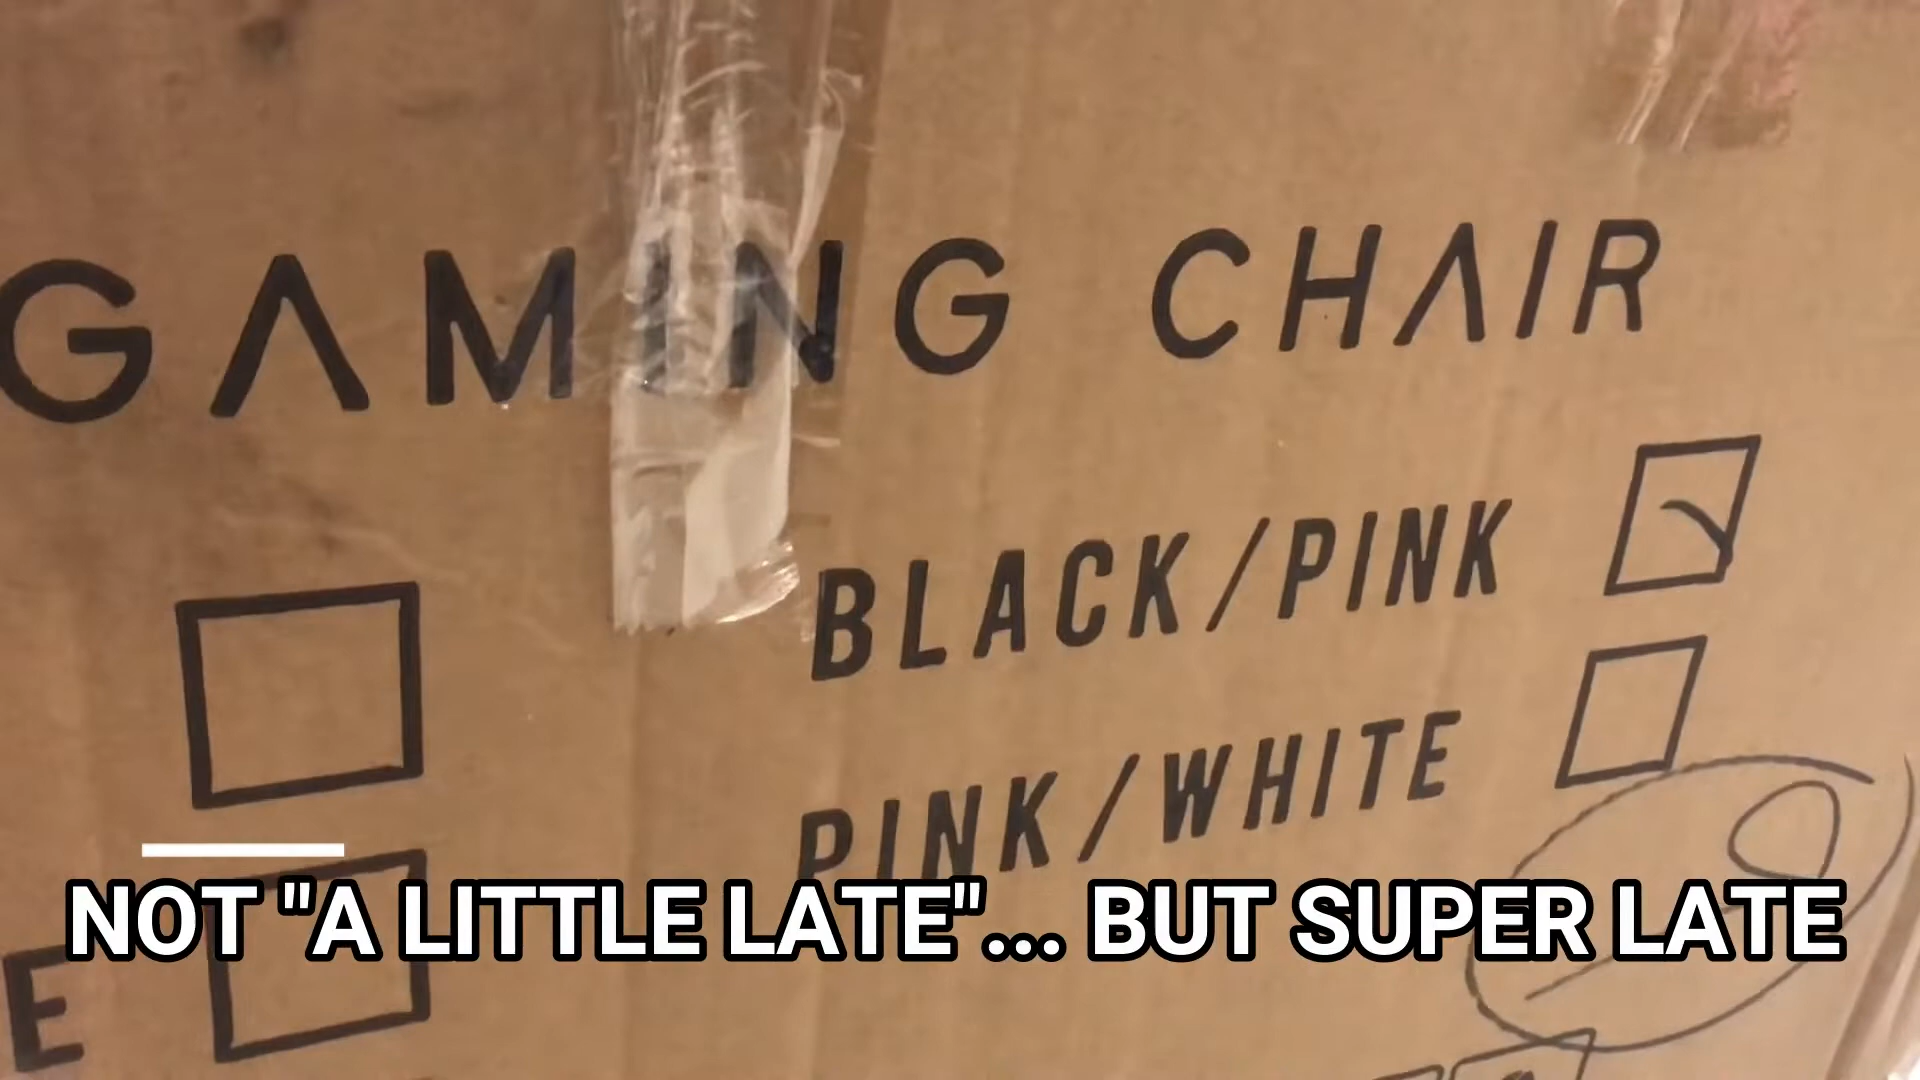 GAMING CHAIR
BLACK/PINK
PINK/WHITE
NOT "A LITTLE LATE"... BUT SUPER LATE
E